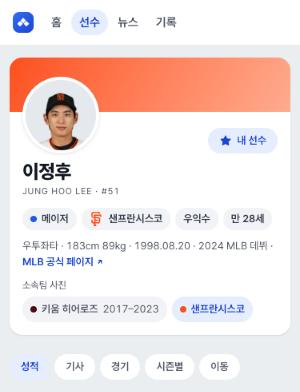 홈 선수 뉴스 기록
내 선수
이정후
JUNG HOO LEE · #51
메이저 샌프란시스코 우익수 만 28세
우투좌타 · 183cm 89kg · 1998.08.20 · 2024 MLB 데뷔 ·
MLB 공식 페이지 ↗
소속팀 사진
키움 히어로즈 2017–2023 샌프란시스코
성적 기사 경기 시즌별 이동